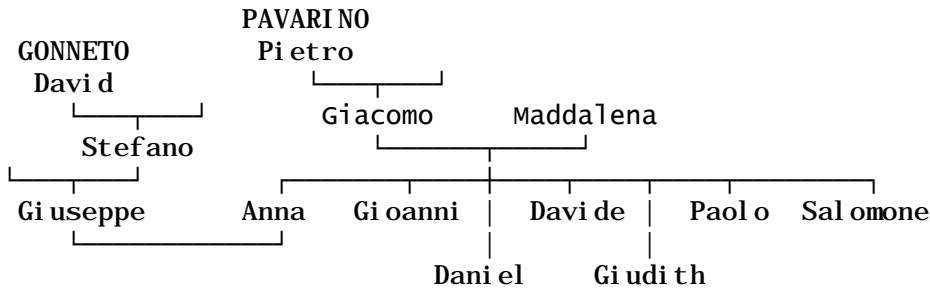 PAVARINO
GONNETO Pietro
David
Giacomo Maddalena
Stefano
Giuseppe Anna Gioanni Davide Paolo Salomone
Daniel Giudith